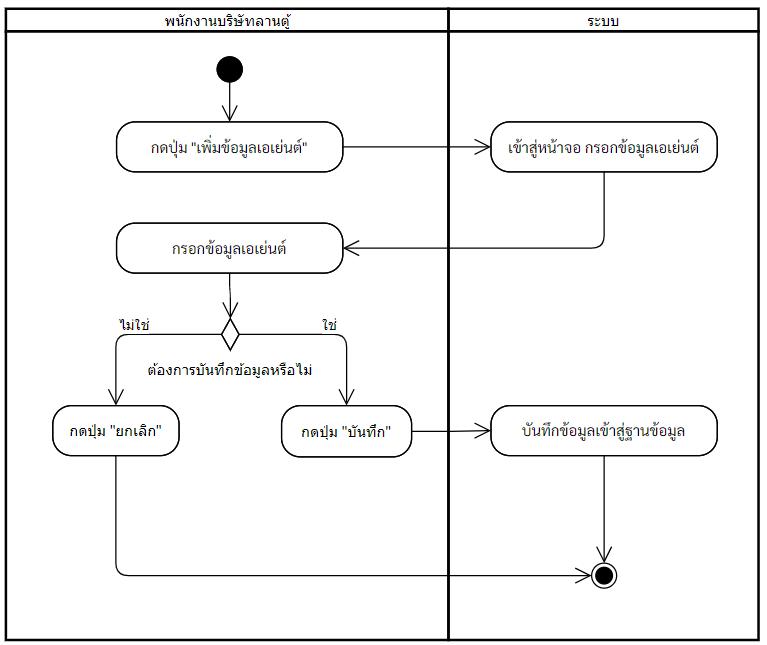 พนักงานบริษัทลานตู้
ระบบ
กดปุ่ม "เพิ่มข้อมูลเอเย่นต์"
เข้าสู่หน้าจอ กรอกข้อมูลเอเย่นต์
กรอกข้อมูลเอเย่นต์
ไม่ใช่
ใช่
ต้องการบันทึกข้อมูลหรือไม่
กดปุ่ม "ยกเลิก"
กดปุ่ม "บันทึก"
บันทึกข้อมูลเข้าสู่ฐานข้อมูล